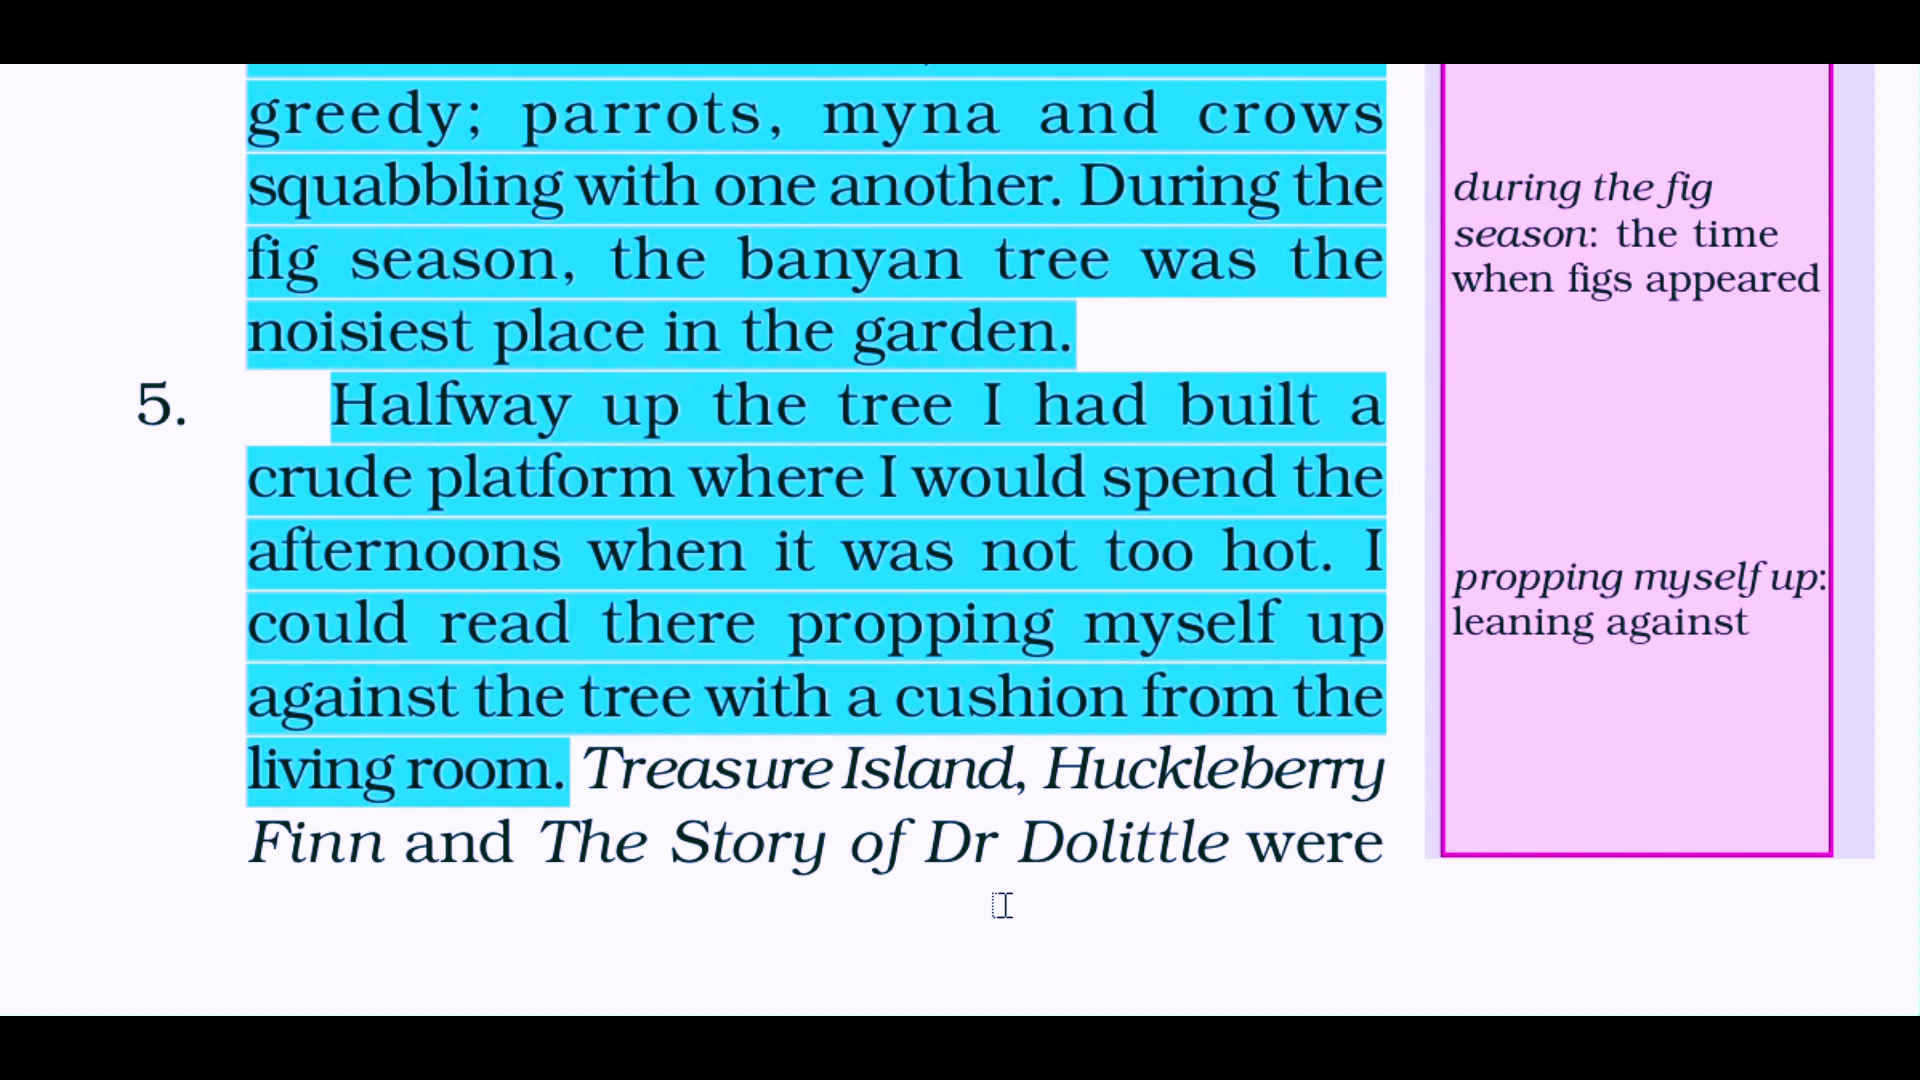 greedy; parrots, myna and crows
squabbling with one another. During the
fig season, the banyan tree was the
noisiest place in the garden.
5. Halfway up the tree I had built a
crude platform where I would spend the
afternoons when it was not too hot. I
could read there propping myself up
against the tree with a cushion from the
living room. Treasure Island, Huckleberry
Finn and The Story of Dr Dolittle were
during the fig
season: the time
when figs appeared
propping myself up:
leaning against